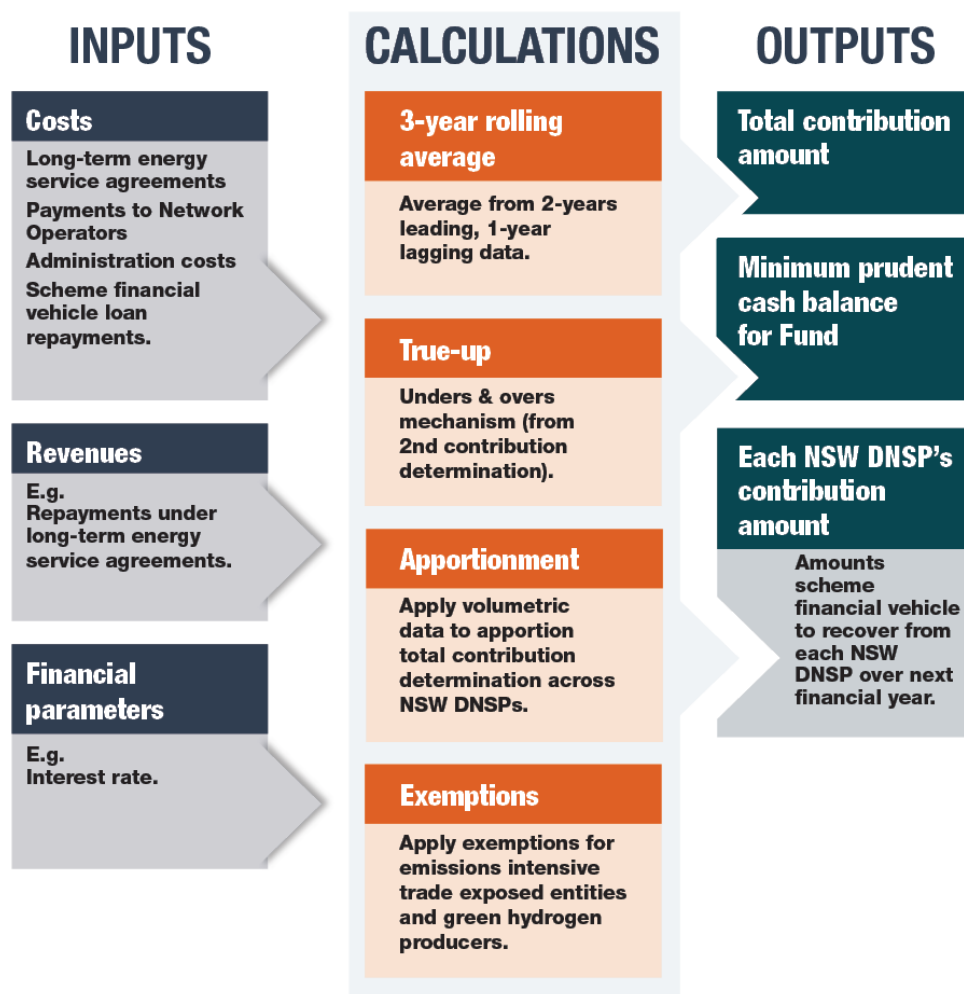 INPUTS
Costs
Long-term energy
service agreements
Payments to Network
Operators
Administration costs
Scheme financial
vehicle loan
repayments.
Revenues
E.g.
Repayments under
long-term energy
service agreements.
Financial
parameters
E.g.
Interest rate.
CALCULATIONS
3-year rolling
average
Average from 2-years
leading, 1-year
lagging data.
True-up
Unders & overs
mechanism (from
2nd contribution
determination).
Apportionment
Apply volumetric
data to apportion
total contribution
determination across
NSW DNSPs.
Exemptions
Apply exemptions for
emissions intensive
trade exposed entities
and green hydrogen
producers.
OUTPUTS
Total contribution
amount
Minimum prudent
cash balance
for Fund
Each NSW DNSP’s
contribution
amount
Amounts
scheme
financial vehicle
to recover from
each NSW
DNSP over next
financial year.